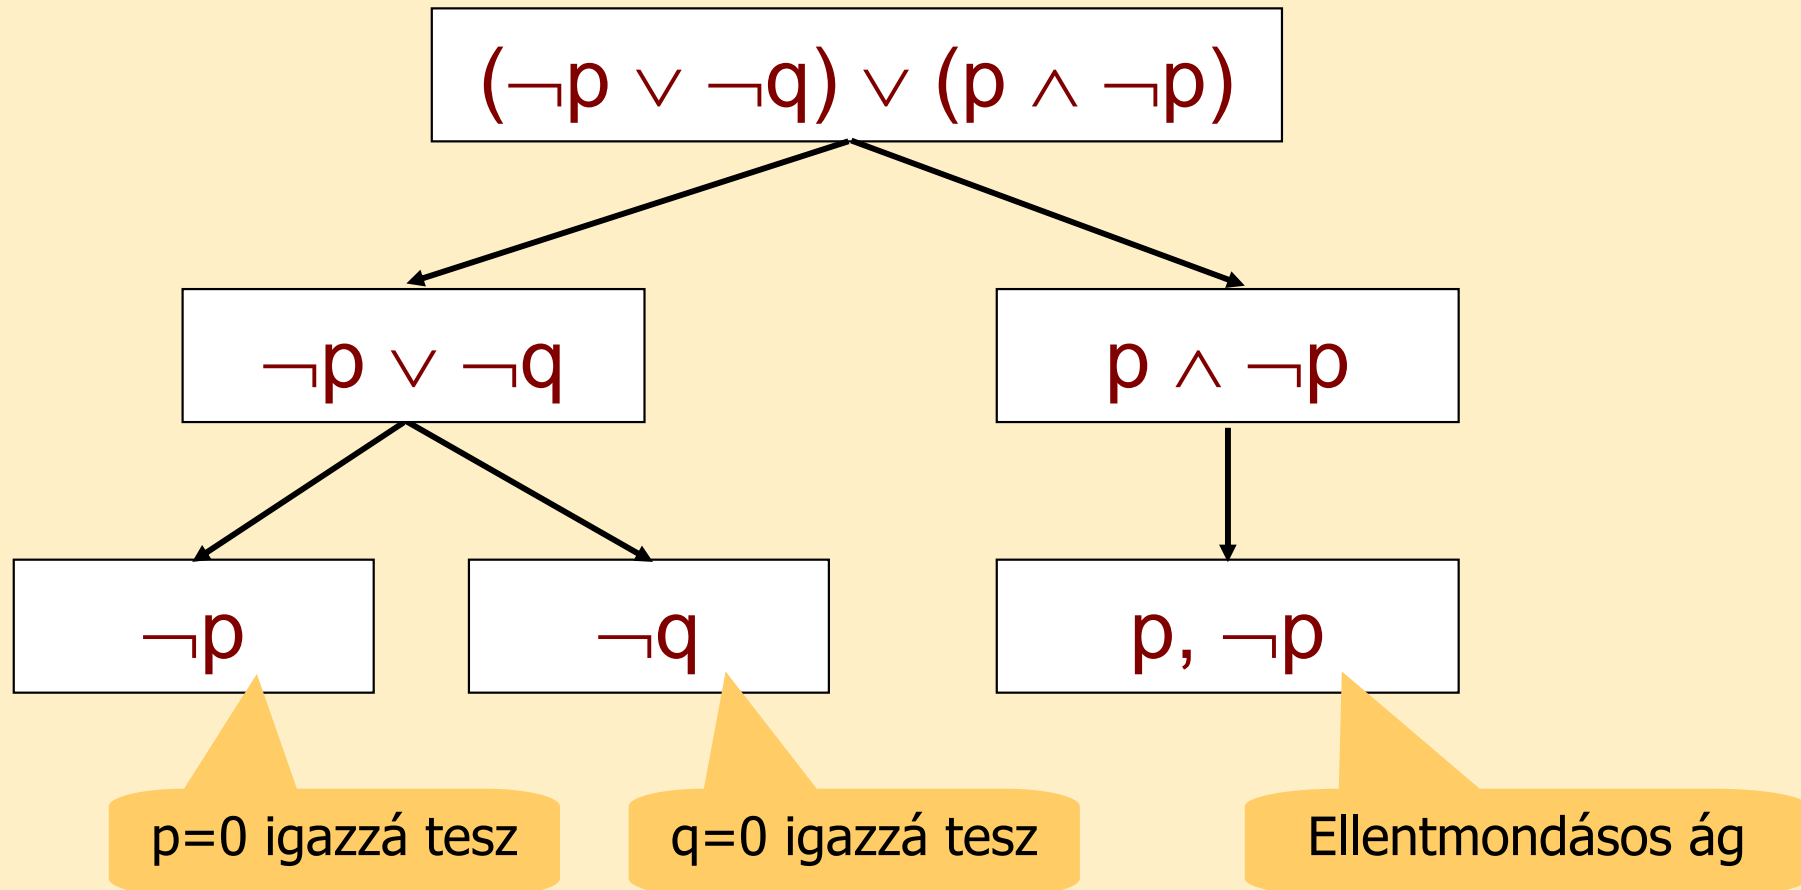 (¬p ∨ ¬q) ∨ (p ∧ ¬p)
¬p ∨ ¬q
p ∧ ¬p
¬p
¬q
p, ¬p
p=0 igazzá tesz
q=0 igazzá tesz
Ellentmondásos ág